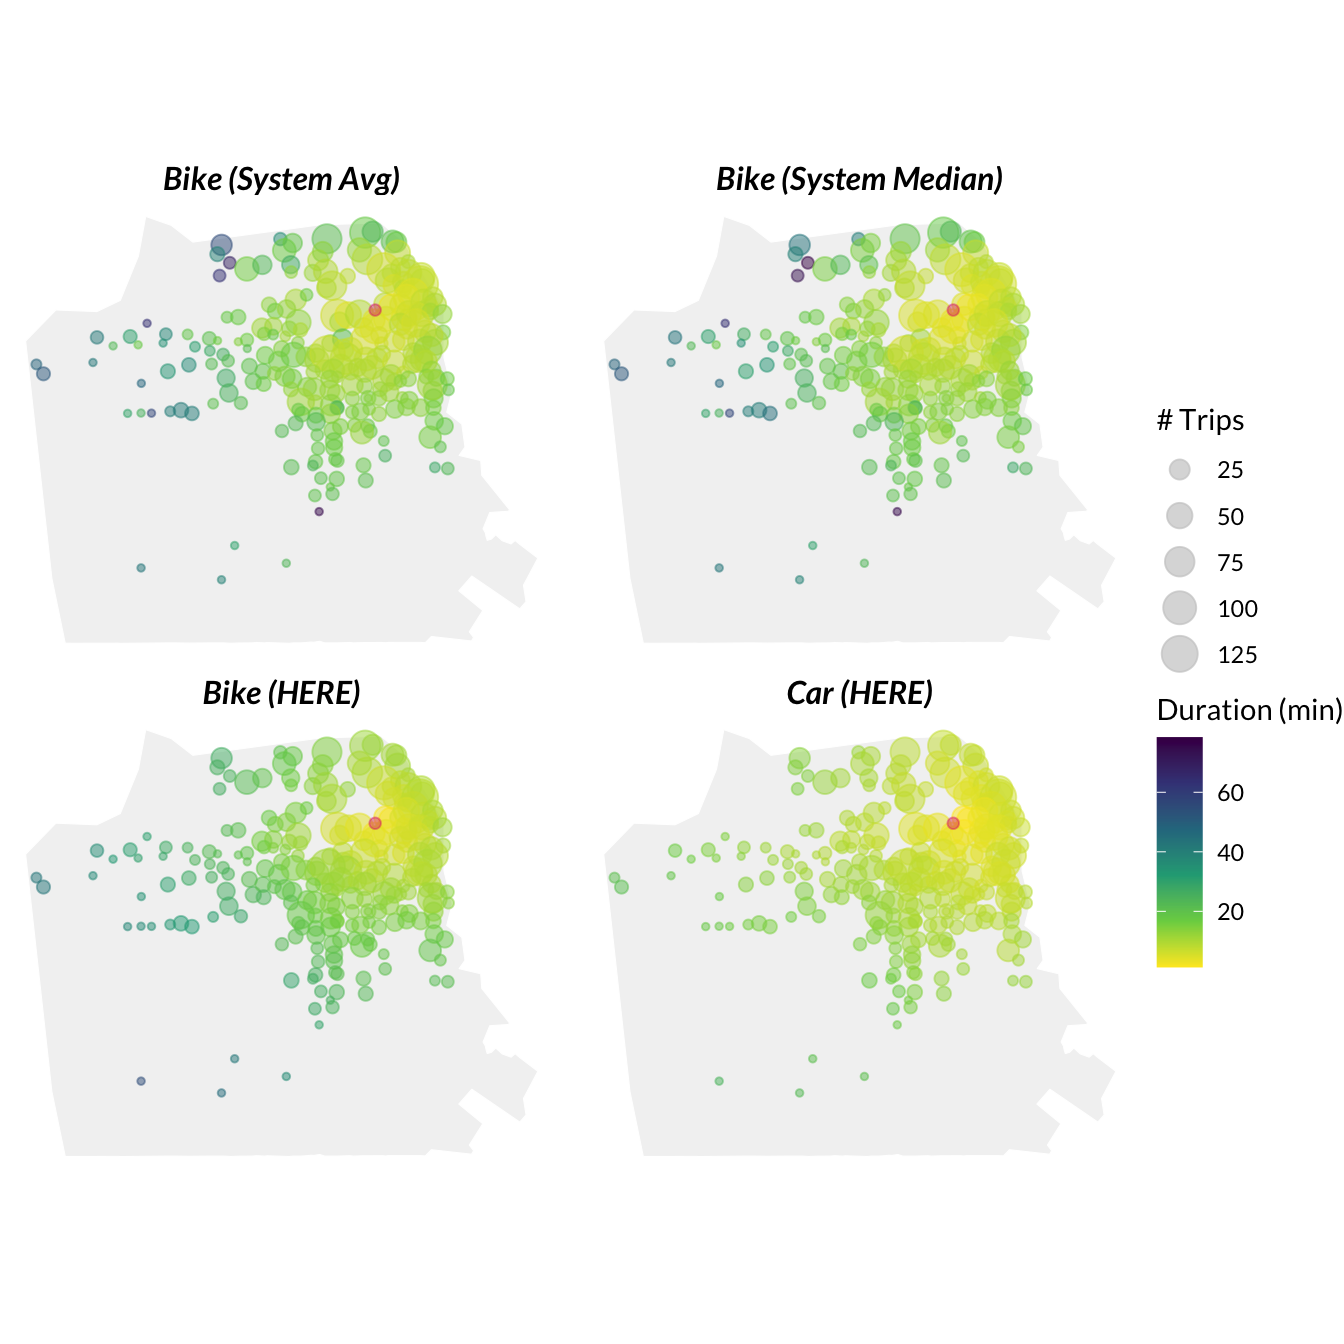 Bike (System Avg)
Bike (System Median)
Bike (HERE)
Car (HERE)
# Trips
25
50
75
100
125
Duration (min)
60
40
20